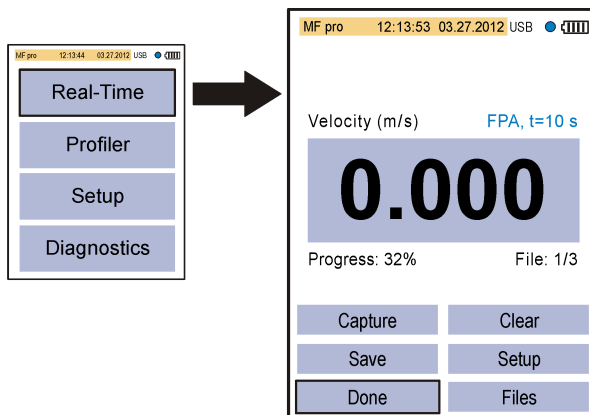 MF pro 12:13:44 03.27.2012 USB
Real-Time
Profiler
Setup
Diagnostics
MF pro 12:13:53 03.27.2012 USB
Velocity (m/s) FPA, t=10 s
0.000
Progress: 32% File: 1/3
Capture Clear
Save Setup
Done Files